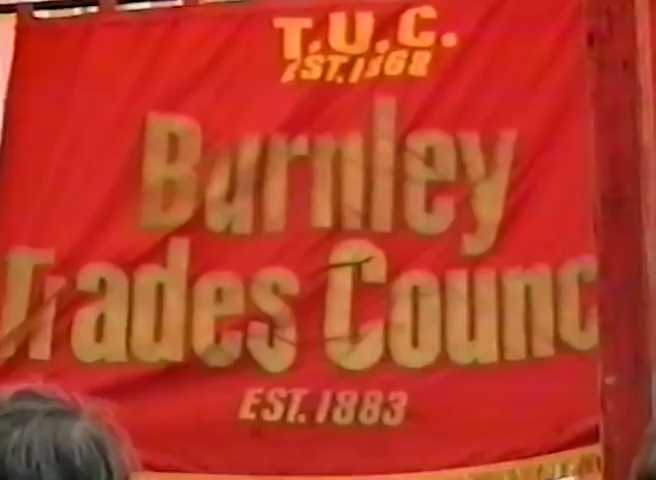 T.U.C.
EST. 1868
Burnley
Trades Counc
EST. 1883